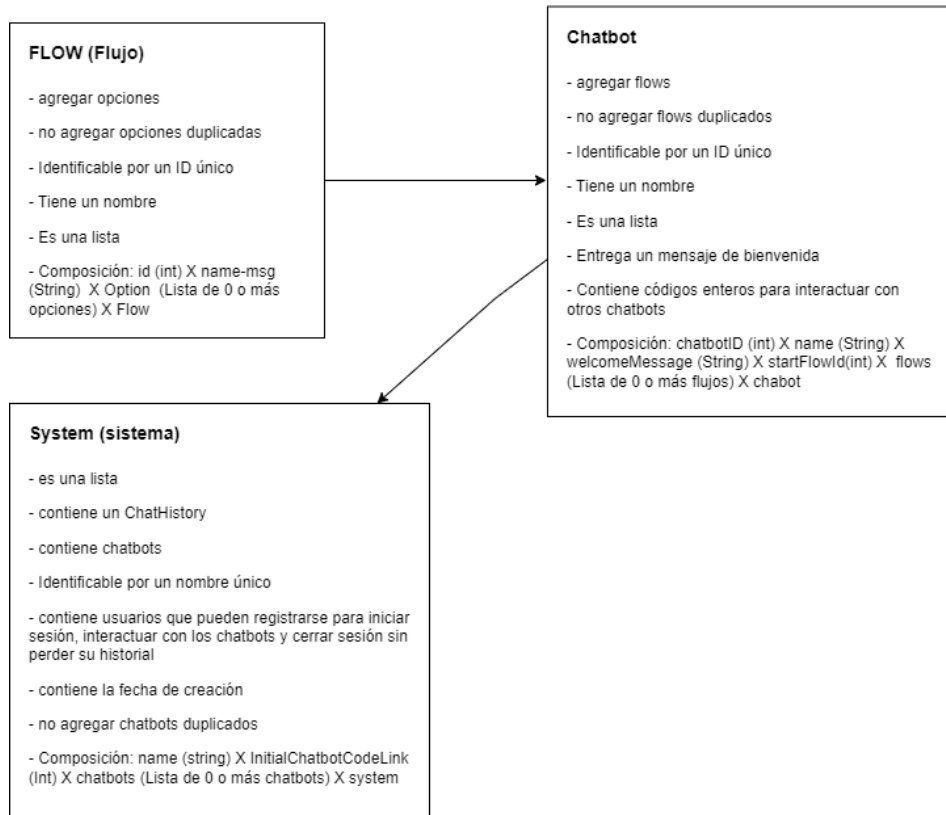 FLOW (Flujo)
- agregar opciones
- no agregar opciones duplicadas
- Identificable por un ID único
- Tiene un nombre
- Es una lista
- Composición: id (int) X name-msg
(String)  X Option  (Lista de 0 o más
opciones) X Flow
Chatbot
- agregar flows
- no agregar flows duplicados
- Identificable por un ID único
- Tiene un nombre
- Es una lista
- Entrega un mensaje de bienvenida
- Contiene códigos enteros para interactuar con
otros chatbots
- Composición: chatbotID (int) X name (String) X
welcomeMessage (String) X startFlowId(int) X  flows
(Lista de 0 o más flujos) X chabot
System (sistema)
- es una lista
- contiene un ChatHistory
- contiene chatbots
- Identificable por un nombre único
- contiene usuarios que pueden registrarse para iniciar
sesión, interactuar con los chatbots y cerrar sesión sin
perder su historial
- contiene la fecha de creación
- no agregar chatbots duplicados
- Composición: name (string) X InitialChatbotCodeLink
(Int) X chatbots (Lista de 0 o más chatbots) X system